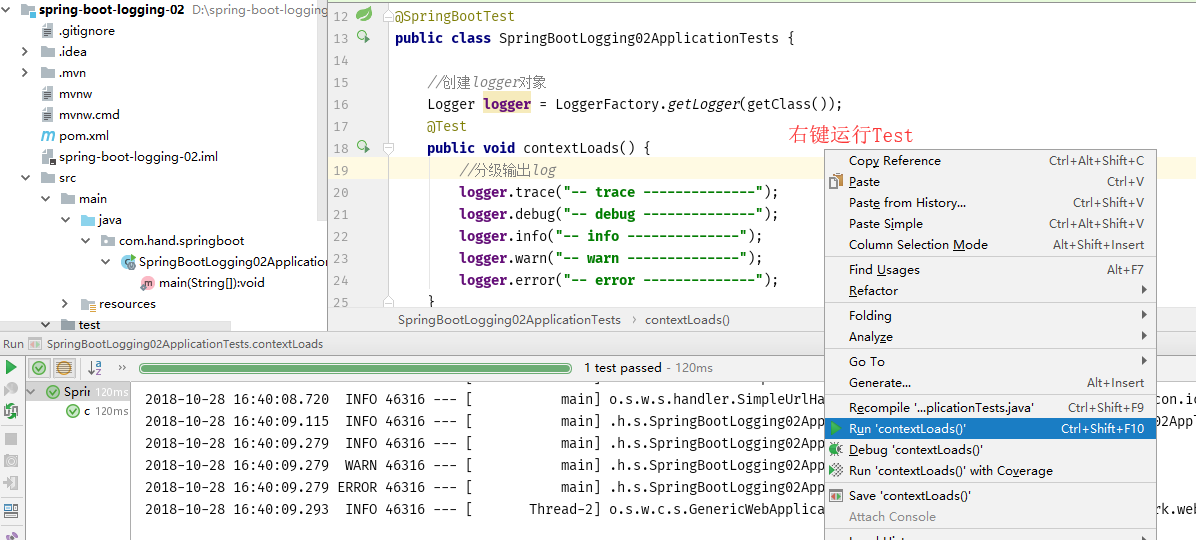 spring-boot-logging-02 D:\spring-boot-logging
.gitignore
.idea
.mvn
mvnw
mvnw.cmd
pom.xml
spring-boot-logging-02.iml
src
main
java
com.hand.springboot
SpringBootLogging02Application
main(String[]):void
resources
test
12 @SpringBootTest
13 public class SpringBootLogging02ApplicationTests {
14
15 //创建logger对象
16 Logger logger = LoggerFactory.getLogger(getClass());
17 @Test
18 public void contextLoads() {
19 //分级输出log
20 logger.trace("-- trace --------------");
21 logger.debug("-- debug --------------");
22 logger.info("-- info --------------");
23 logger.warn("-- warn --------------");
24 logger.error("-- error --------------");
25 }
SpringBootLogging02ApplicationTests > contextLoads()
右键运行Test
Copy Reference Ctrl+Alt+Shift+C
Paste Ctrl+V
Paste from History... Ctrl+Shift+V
Paste Simple Ctrl+Alt+Shift+V
Column Selection Mode Alt+Shift+Insert
Find Usages Alt+F7
Refactor
Folding
Analyze
Go To
Generate... Alt+Insert
Recompile '...plicationTests.java' Ctrl+Shift+F9
Run 'contextLoads()' Ctrl+Shift+F10
Debug 'contextLoads()'
Run 'contextLoads()' with Coverage
Save 'contextLoads()'
Attach Console
Run SpringBootLogging02ApplicationTests.contextLoads
1 test passed - 120ms
Sprin 120ms
c 120ms
2018-10-28 16:40:08.720 INFO 46316 --- [ main] o.s.w.s.handler.SimpleUrlHa con.ic
2018-10-28 16:40:09.115 INFO 46316 --- [ main] .h.s.SpringBootLogging02App
2018-10-28 16:40:09.279 INFO 46316 --- [ main] .h.s.SpringBootLogging02App
2018-10-28 16:40:09.279 WARN 46316 --- [ main] .h.s.SpringBootLogging02App
2018-10-28 16:40:09.279 ERROR 46316 --- [ main] .h.s.SpringBootLogging02App
2018-10-28 16:40:09.293 INFO 46316 --- [ Thread-2] o.s.w.c.s.GenericWebApplica rk.web